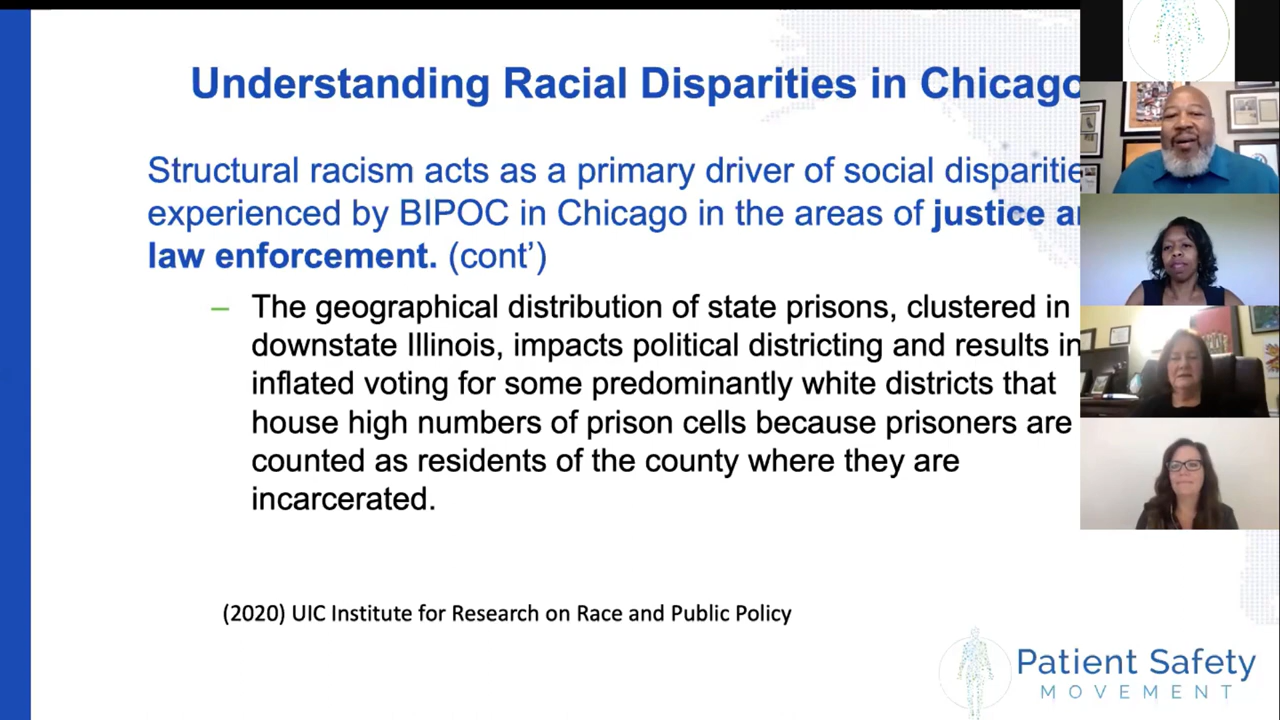 Understanding Racial Disparities in Chicago
Structural racism acts as a primary driver of social disparitie
experienced by BIPOC in Chicago in the areas of justice a
law enforcement. (cont’)
– The geographical distribution of state prisons, clustered in
downstate Illinois, impacts political districting and results in
inflated voting for some predominantly white districts that
house high numbers of prison cells because prisoners are
counted as residents of the county where they are
incarcerated.
(2020) UIC Institute for Research on Race and Public Policy
Patient Safety
MOVEMENT